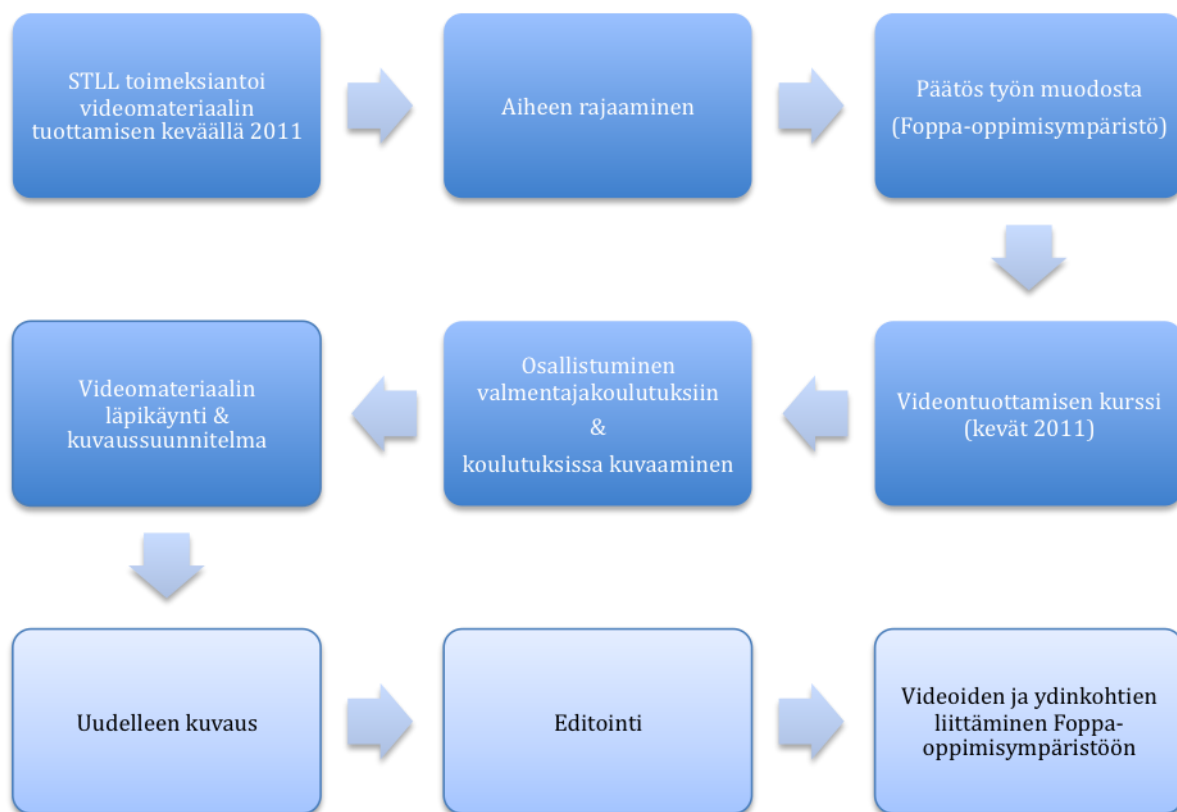 STLL toimeksiantoi
videomateriaalin
tuottamisen keväällä 2011
Aiheen rajaaminen
Päätös työn muodosta
(Foppa-oppimisympäristö)
Videontuottamisen kurssi
(kevät 2011)
Osallistuminen
valmentajakoulutuksiin
&
koulutuksissa kuvaaminen
Videomateriaalin
läpikäynti &
kuvaussuunnitelma
Uudelleen kuvaus
Editointi
Videoiden ja ydinkohtien
liittäminen Foppa-
oppimisympäristöön